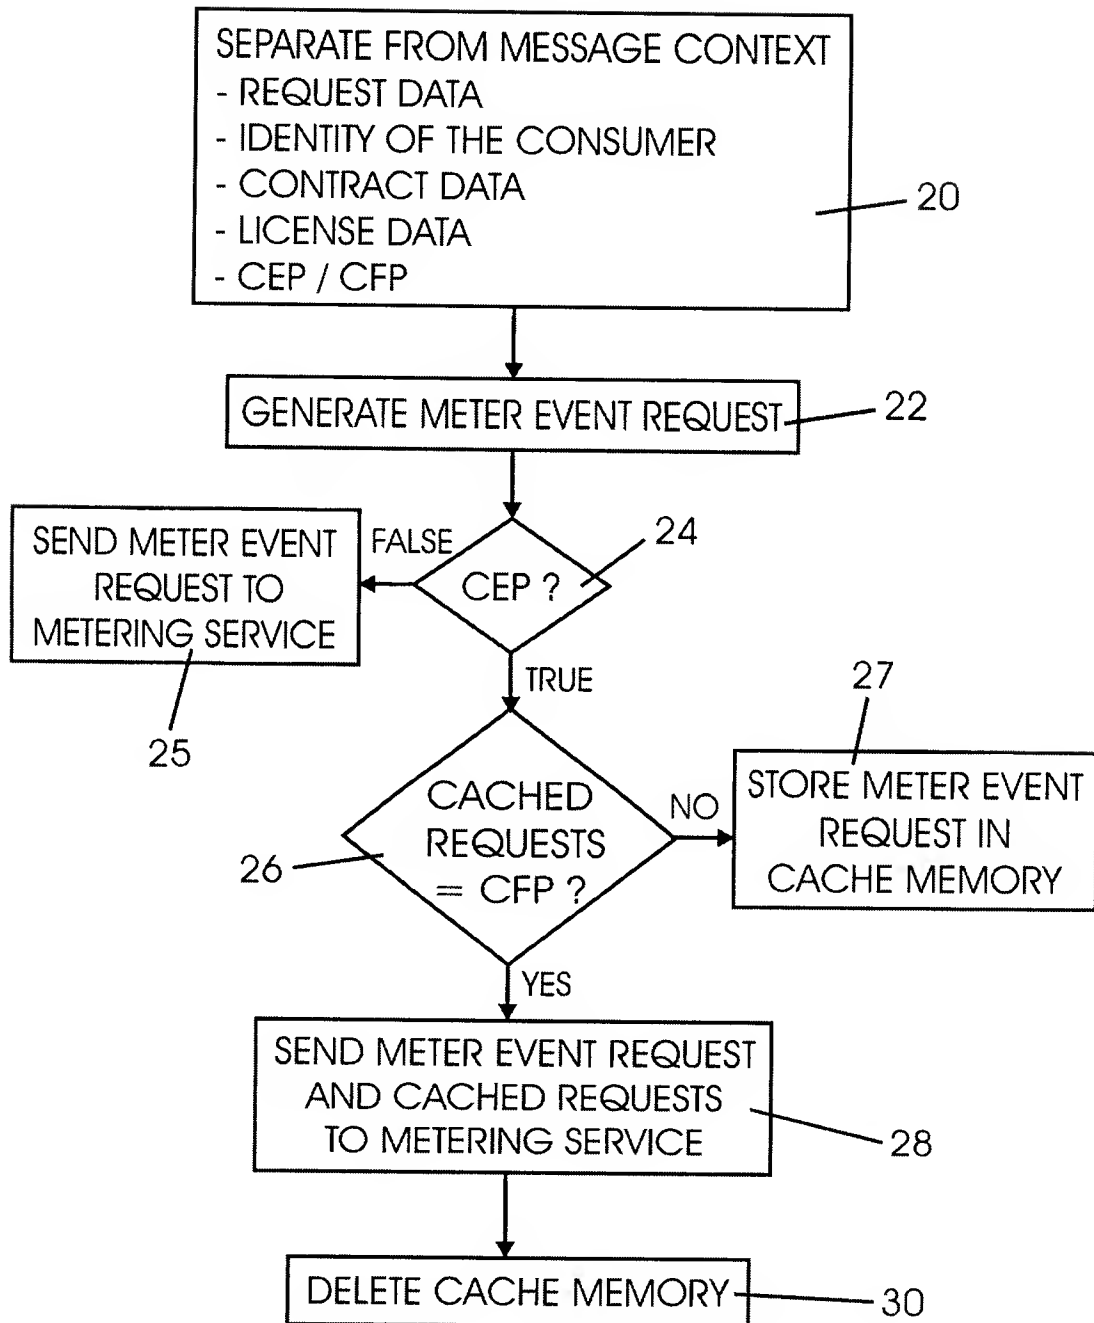 SEPARATE FROM MESSAGE CONTEXT
- REQUEST DATA
- IDENTITY OF THE CONSUMER
- CONTRACT DATA
- LICENSE DATA
- CEP / CFP
20
GENERATE METER EVENT REQUEST
22
SEND METER EVENT
REQUEST TO
METERING SERVICE
25
FALSE
CEP ?
24
TRUE
CACHED
REQUESTS
= CFP ?
26
NO
27
STORE METER EVENT
REQUEST IN
CACHE MEMORY
YES
SEND METER EVENT REQUEST
AND CACHED REQUESTS
TO METERING SERVICE
28
DELETE CACHE MEMORY
30